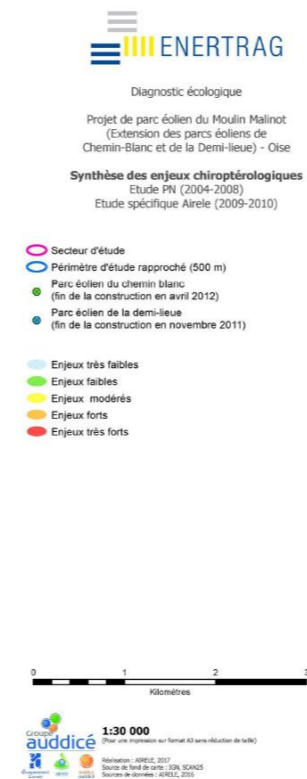 ENERTRAG
Diagnostic écologique
Projet de parc éolien du Moulin Malinot
(Extension des parcs éoliens de
Chemin-Blanc et de la Demi-lieue) - Oise
Synthèse des enjeux chiroptérologiques
Etude PN (2004-2008)
Etude spécifique Airele (2009-2010)
Secteur d'étude
Périmètre d'étude rapproché (500 m)
Parc éolien du chemin blanc
(fin de la construction en avril 2012)
Parc éolien de la demi-lieue
(fin de la construction en novembre 2011)
Enjeux très faibles
Enjeux faibles
Enjeux modérés
Enjeux forts
Enjeux très forts
0 1 2 3
Kilomètres
Groupe
auddicé
1:30 000
(Pour une impression sur format A3 sans réduction de taille)
Réalisation : AIRELE, 2017
Source de fond de carte : IGN, SCAN25
Sources de données : AIRELE, 2016